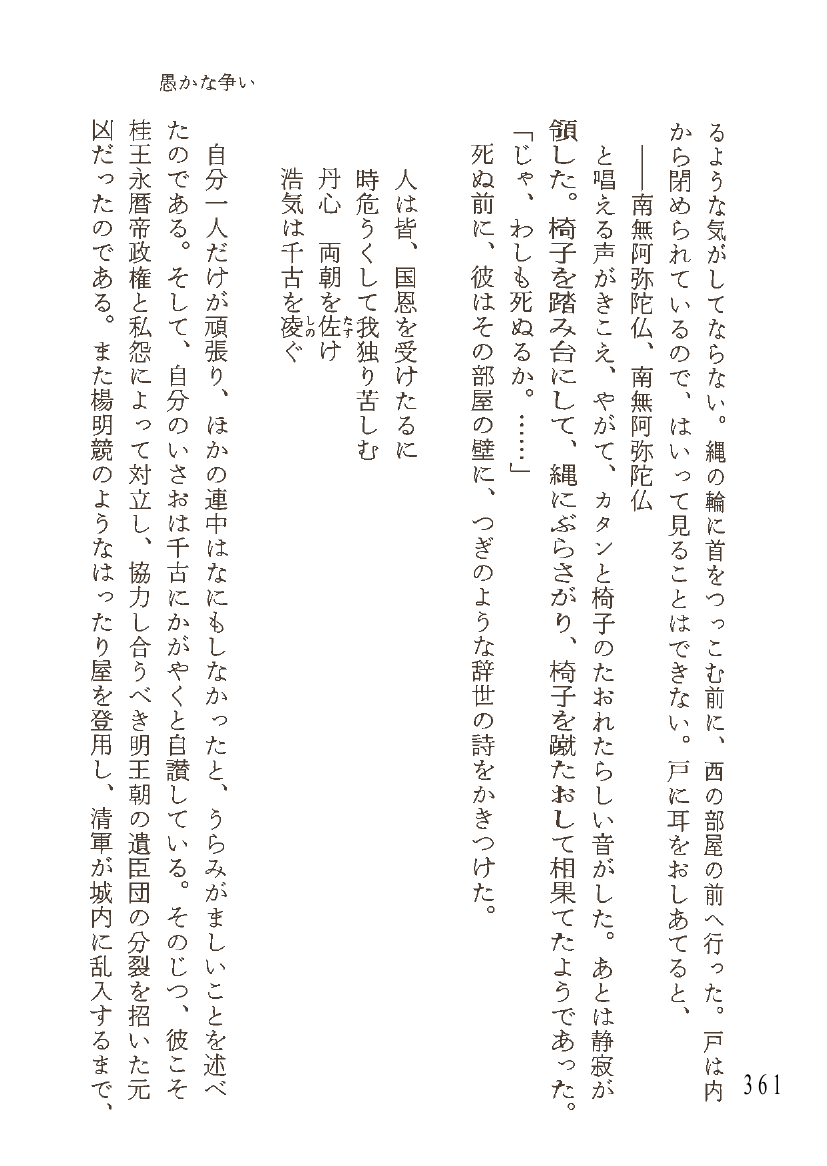 愚かな争い
るような気がしてならない。縄の輪に首をつっこむ前に、西の部屋の前へ行った。戸は内
から閉められているので、はいって見ることはできない。戸に耳をおしあてると、
――南無阿弥陀仏、南無阿弥陀仏
と唱える声がきこえ、やがて、カタンと椅子のたおれたらしい音がした。あとは静寂が
領した。椅子を踏み台にして、縄にぶらさがり、椅子を蹴たおして相果てたようであった。
「じゃ、わしも死ぬるか。……」
死ぬ前に、彼はその部屋の壁に、つぎのような辞世の詩をかきつけた。
人は皆、国恩を受けたるに
時危うくして我独り苦しむ
丹心　両朝を佐け
たす
浩気は千古を凌ぐ
しの
自分一人だけが頑張り、ほかの連中はなにもしなかったと、うらみがましいことを述べ
たのである。そして、自分のいさおは千古にかがやくと自讃している。そのじつ、彼こそ
桂王永暦帝政権と私怨によって対立し、協力し合うべき明王朝の遺臣団の分裂を招いた元
凶だったのである。また楊明競のようなはったり屋を登用し、清軍が城内に乱入するまで、
361